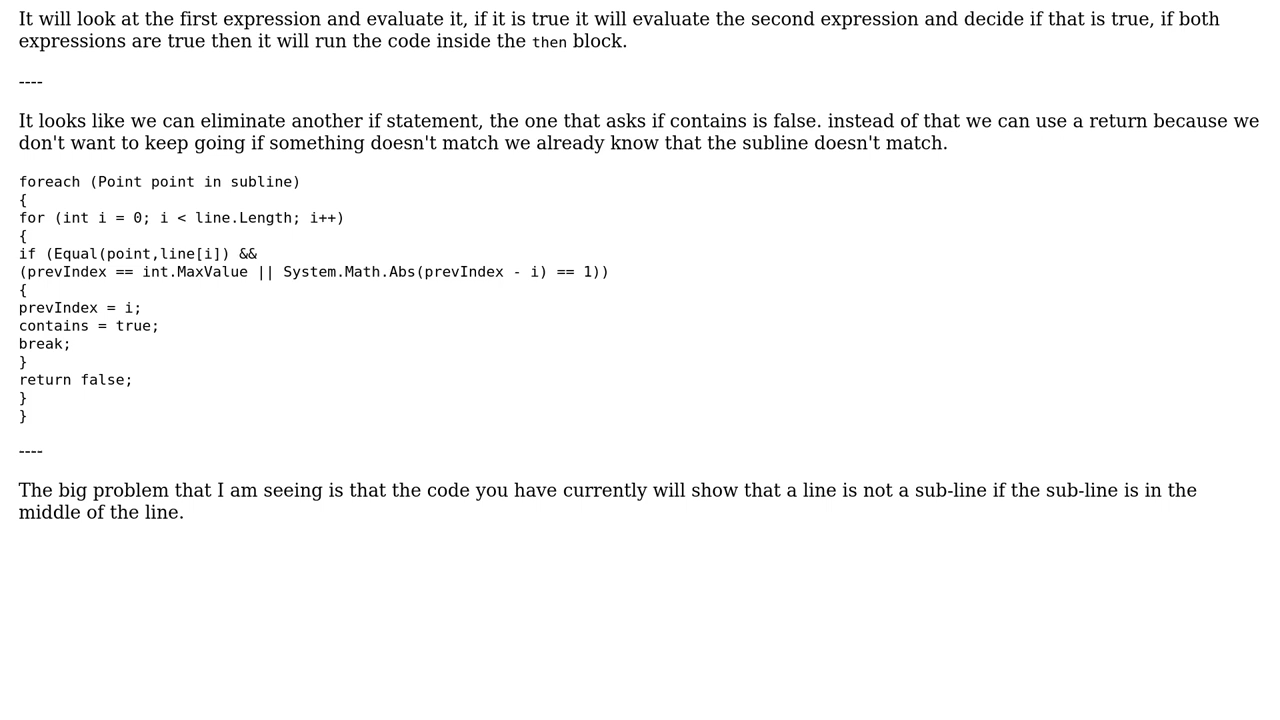 It will look at the first expression and evaluate it, if it is true it will evaluate the second expression and decide if that is true, if both
expressions are true then it will run the code inside the then block.
----
It looks like we can eliminate another if statement, the one that asks if contains is false. instead of that we can use a return because we
don't want to keep going if something doesn't match we already know that the subline doesn't match.
foreach (Point point in subline)
{
for (int i = 0; i < line.Length; i++)
{
if (Equal(point,line[i]) &&
(prevIndex == int.MaxValue || System.Math.Abs(prevIndex - i) == 1))
{
prevIndex = i;
contains = true;
break;
}
return false;
}
}
----
The big problem that I am seeing is that the code you have currently will show that a line is not a sub-line if the sub-line is in the
middle of the line.